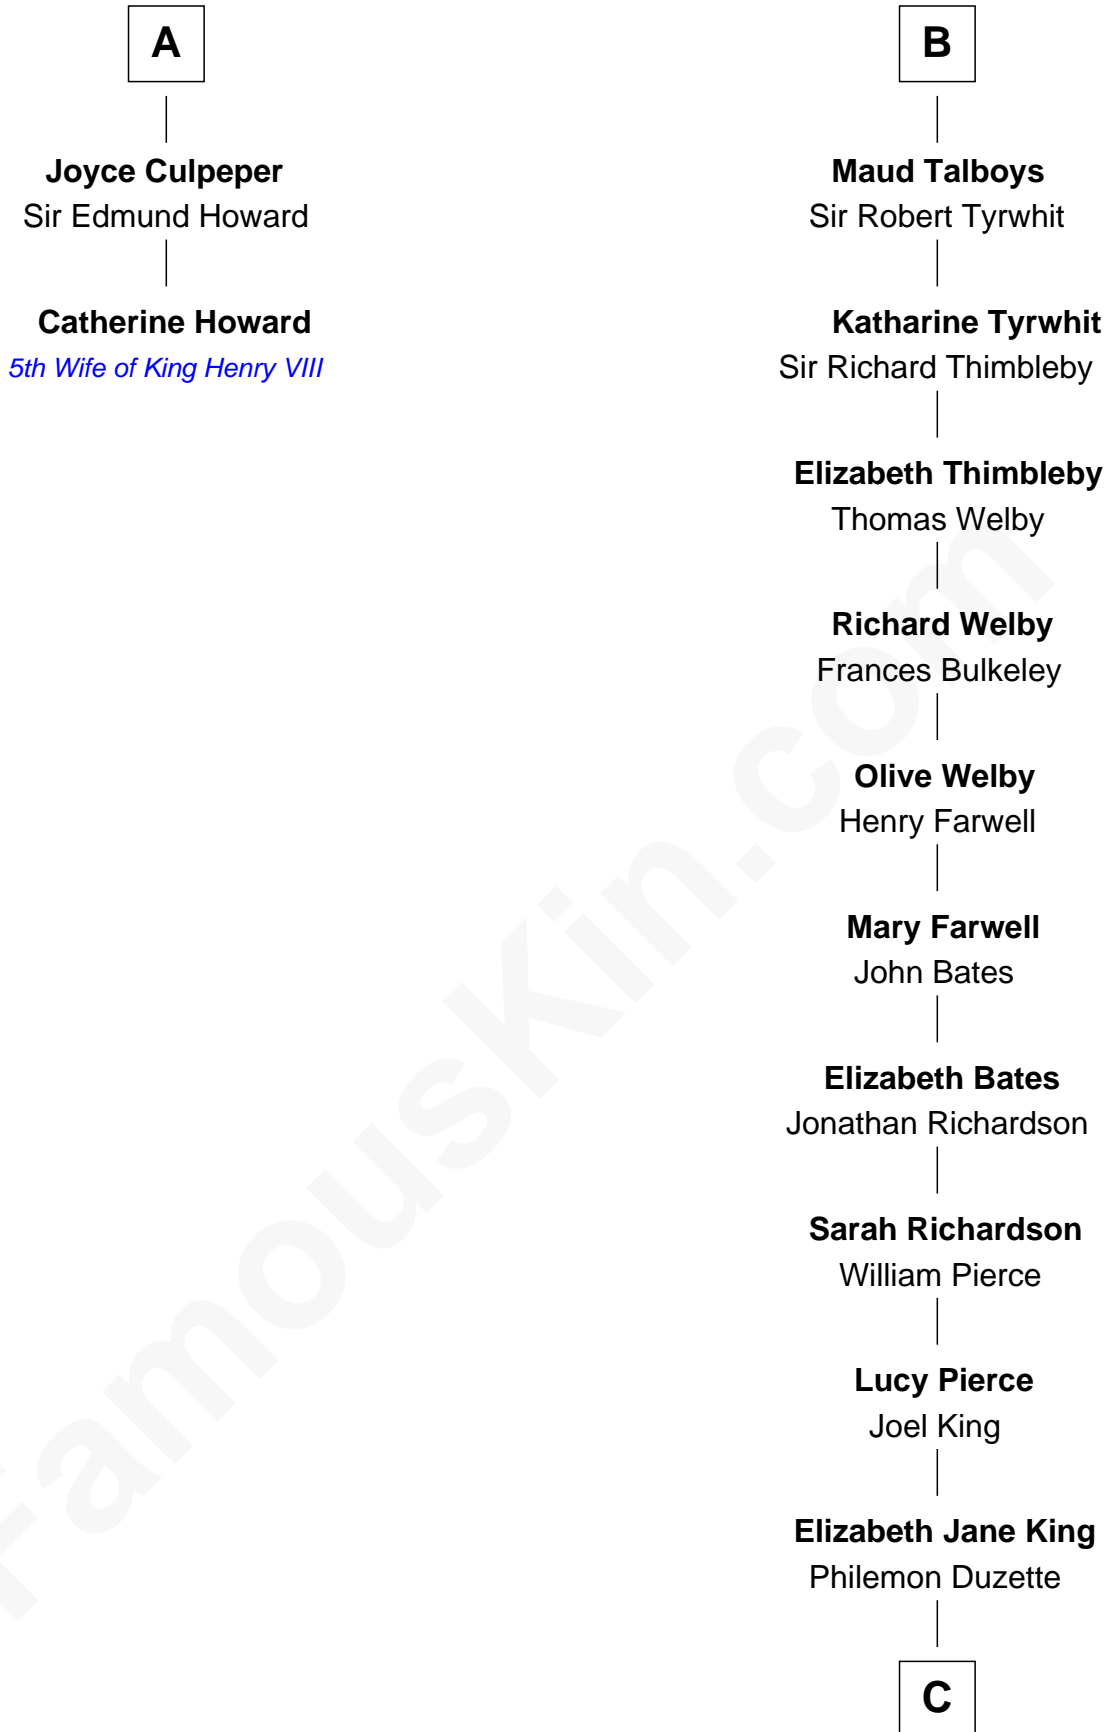 A
Joyce Culpeper
Sir Edmund Howard
Catherine Howard
5th Wife of King Henry VIII
B
Maud Talboys
Sir Robert Tyrwhit
Katharine Tyrwhit
Sir Richard Thimbleby
Elizabeth Thimbleby
Thomas Welby
Richard Welby
Frances Bulkeley
Olive Welby
Henry Farwell
Mary Farwell
John Bates
Elizabeth Bates
Jonathan Richardson
Sarah Richardson
William Pierce
Lucy Pierce
Joel King
Elizabeth Jane King
Philemon Duzette
C
FamousKin.com